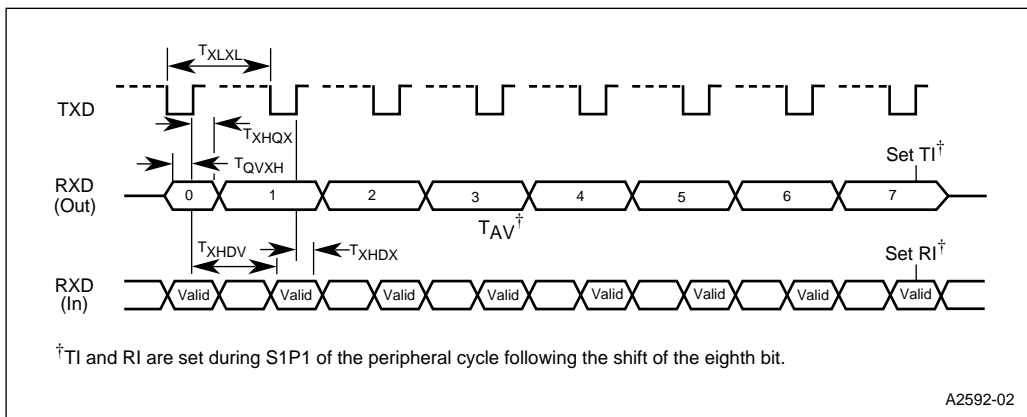 TXLXL
TXD
TXHQX
TQVXH
Set TI†
RXD
(Out)
0 1 2 3 4 5 6 7
TAV†
TXHDV
TXHDX
Set RI†
RXD
(In)
Valid Valid Valid Valid Valid Valid Valid Valid
†TI and RI are set during S1P1 of the peripheral cycle following the shift of the eighth bit.
A2592-02